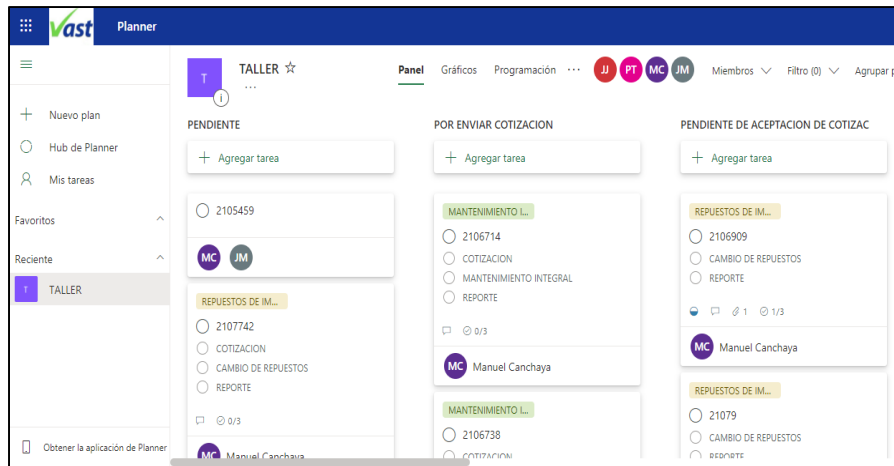 Vast Planner
T TALLER
Panel Gráficos Programación JJ PT MC JM Miembros Filtro (0) Agrupar p
Nuevo plan
Hub de Planner
Mis tareas
Favoritos
Reciente
T TALLER
Obtener la aplicación de Planner
PENDIENTE
Agregar tarea
2105459
MC JM
REPUESTOS DE IM...
2107742
COTIZACION
CAMBIO DE REPUESTOS
REPORTE
0/3
MC Manuel Canchaya
POR ENVIAR COTIZACION
Agregar tarea
MANTENIMIENTO I...
2106714
COTIZACION
MANTENIMIENTO INTEGRAL
REPORTE
0/3
MC Manuel Canchaya
MANTENIMIENTO I...
2106738
COTIZACION
PENDIENTE DE ACEPTACION DE COTIZAC
Agregar tarea
REPUESTOS DE IM...
2106909
CAMBIO DE REPUESTOS
REPORTE
1 1/3
MC Manuel Canchaya
REPUESTOS DE IM...
21079
CAMBIO DE REPUESTOS
REPORTE